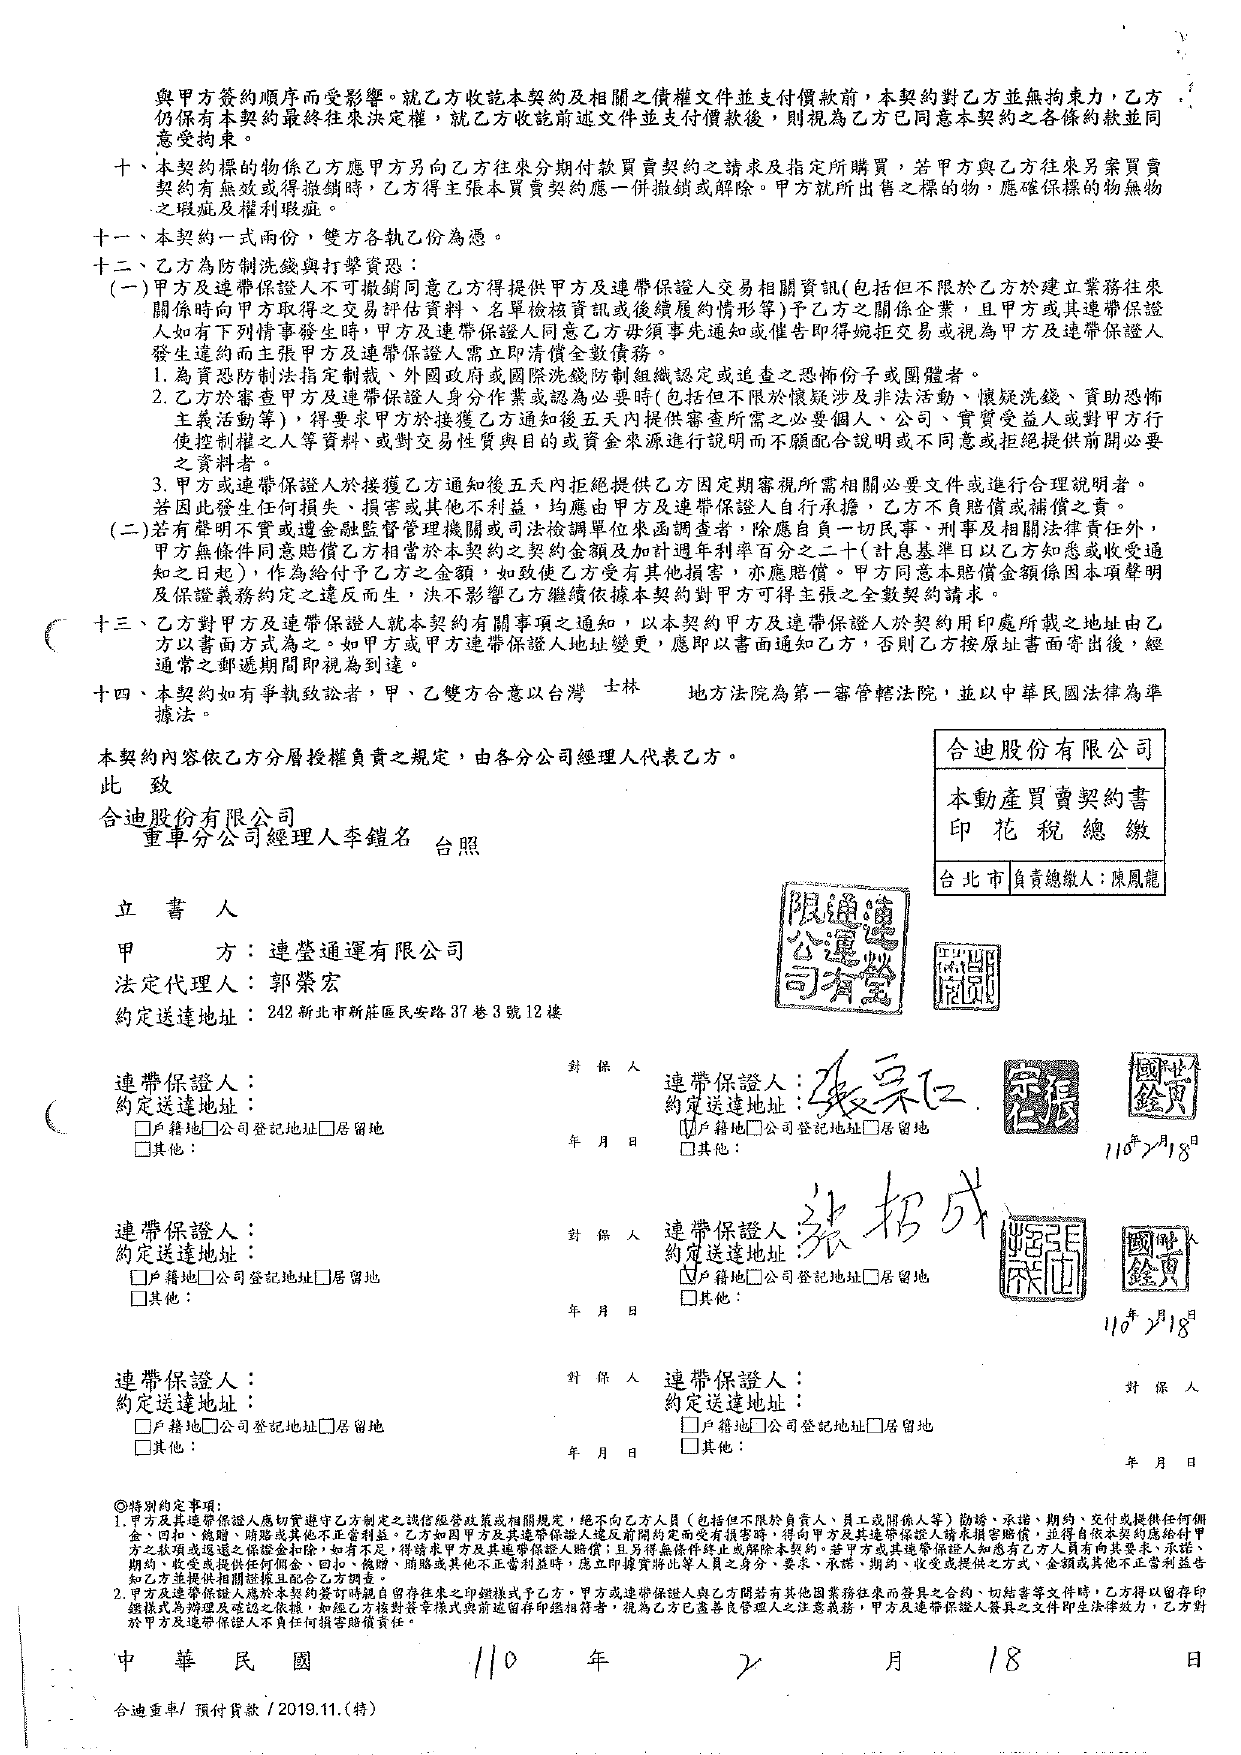 與甲方簽約順序而受影響。就乙方收訖本契約及相關之債權文件並支付價款前，本契約對乙方並無拘束力，乙方
仍保有本契約最終往來決定權，就乙方收訖前述文件並支付價款後，則視為乙方已同意本契約之各條約款並同
意受拘束。
十、本契約標的物係乙方應甲方另向乙方往來分期付款買賣契約之請求及指定所購買，若甲方與乙方往來另案買賣
契約有無效或得撤銷時，乙方得主張本買賣契約應一併撤銷或解除。甲方就所出售之標的物，應確保標的物無物
之瑕疵及權利瑕疵。
十一、本契約一式兩份，雙方各執乙份為憑。
十二、乙方為防制洗錢與打擊資恐：
(一)甲方及連帶保證人不可撤銷同意乙方得提供甲方及連帶保證人交易相關資訊(包括但不限於乙方於建立業務往來
關係時向甲方取得之交易評估資料、名單檢核資訊或後續履約情形等)予乙方之關係企業，且甲方或其連帶保證
人如有下列情事發生時，甲方及連帶保證人同意乙方毋須事先通知或催告即得婉拒交易或視為甲方及連帶保證人
發生違約而主張甲方及連帶保證人需立即清償全數債務。
1. 為資恐防制法指定制裁、外國政府或國際洗錢防制組織認定或追查之恐怖份子或團體者。
2. 乙方於審查甲方及連帶保證人身分作業或認為必要時(包括但不限於懷疑涉及非法活動、懷疑洗錢、資助恐怖
主義活動等)，得要求甲方於接獲乙方通知後五天內提供審查所需之必要個人、公司、實質受益人或對甲方行
使控制權之人等資料、或對交易性質與目的或資金來源進行說明而不願配合說明或不同意或拒絕提供前開必要
之資料者。
3. 甲方或連帶保證人於接獲乙方通知後五天內拒絕提供乙方因定期審視所需相關必要文件或進行合理說明者。
若因此發生任何損失、損害或其他不利益，均應由甲方及連帶保證人自行承擔，乙方不負賠償或補償之責。
(二)若有聲明不實或遭金融監督管理機關或司法檢調單位來函調查者，除應自負一切民事、刑事及相關法律責任外，
甲方無條件同意賠償乙方相當於本契約之契約金額及加計週年利率百分之二十(計息基準日以乙方知悉或收受通
知之日起)，作為給付予乙方之金額，如致使乙方受有其他損害，亦應賠償。甲方同意本賠償金額係因本項聲明
及保證義務約定之違反而生，決不影響乙方繼續依據本契約對甲方可得主張之全數契約請求。
十三、乙方對甲方及連帶保證人就本契約有關事項之通知，以本契約甲方及連帶保證人於契約用印處所載之地址由乙
方以書面方式為之。如甲方或甲方連帶保證人地址變更，應即以書面通知乙方，否則乙方按原址書面寄出後，經
通常之郵遞期間即視為到達。
十四、本契約如有爭執致訟者，甲、乙雙方合意以台灣 士林 地方法院為第一審管轄法院，並以中華民國法律為準
據法。
本契約內容依乙方分層授權負責之規定，由各分公司經理人代表乙方。
此 致
合迪股份有限公司
重車分公司經理人李鎧名 台照
合迪股份有限公司
本動產買賣契約書
印花稅總繳
台北市 負責總繳人：陳鳳龍
立書人
甲方：連瑩通運有限公司
連瑩通運有限公司
法定代理人：郭榮宏
約定送達地址：242 新北市新莊區民安路 37 巷 3 號 12 樓
連帶保證人： 對保人
約定送達地址：
□戶籍地□公司登記地址□居留地
□其他： 年月日
連帶保證人：張宗仁 張宗仁 黃國銓
約定送達地址：
☑戶籍地□公司登記地址□居留地
□其他： 110年2月18日
連帶保證人： 對保人
約定送達地址：
□戶籍地□公司登記地址□居留地
□其他： 年月日
連帶保證人：張招成 黃國銓
約定送達地址：
☑戶籍地□公司登記地址□居留地
□其他： 110年2月18日
連帶保證人： 對保人
約定送達地址：
□戶籍地□公司登記地址□居留地
□其他： 年月日
連帶保證人： 對保人
約定送達地址：
□戶籍地□公司登記地址□居留地
□其他： 年月日
◎特別約定事項：
1.甲方及其連帶保證人應切實遵守乙方制定之誠信經營政策或相關規定，絕不向乙方人員（包括但不限於負責人、員工或關係人等）勸誘、承諾、期約、交付或提供任何佣
金、回扣、餽贈、賄賂或其他不正當利益。乙方如因甲方及其連帶保證人違反前開約定而受有損害時，得向甲方及其連帶保證人請求損害賠償，並得自依本契約應給付甲
方之款項或返還之保證金扣除，如有不足，得請求甲方及其連帶保證人賠償；且另得無條件終止或解除本契約。若甲方或其連帶保證人知悉有乙方人員有向其要求、承諾、
期約、收受或提供任何佣金、回扣、餽贈、賄賂或其他不正當利益時，應立即據實將此等人員之身分、要求、承諾、期約、收受或提供之方式、金額或其他不正當利益告
知乙方並提供相關證據且配合乙方調查。
2.甲方及連帶保證人應於本契約簽訂時親自留存往來之印鑑樣式予乙方。甲方或連帶保證人與乙方間若有其他因業務往來而簽具之合約、切結書等文件時，乙方得以留存印
鑑樣式為辨理及確認之依據，如經乙方核對簽章樣式與前述留存印鑑相符者，視為乙方已盡善良管理人之注意義務，甲方及連帶保證人簽具之文件即生法律效力，乙方對
於甲方及連帶保證人不負任何損害賠償責任。
中華民國 110 年 2 月 18 日
合迪重車/ 預付貨款 / 2019.11.(特)